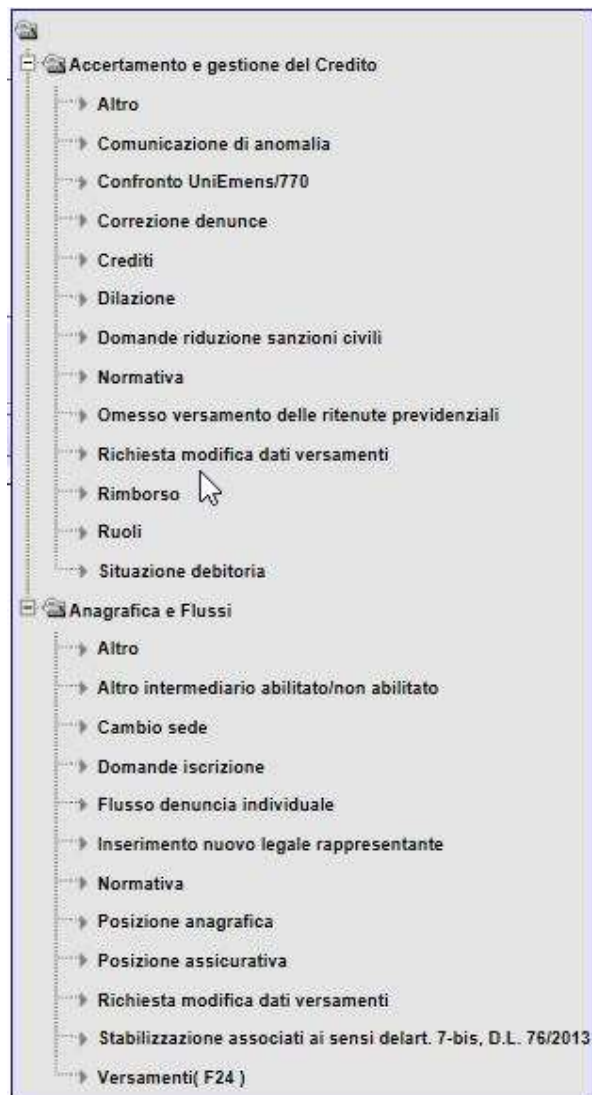 Accertamento e gestione del Credito
Altro
Comunicazione di anomalia
Confronto UniEmens/770
Correzione denunce
Crediti
Dilazione
Domande riduzione sanzioni civili
Normativa
Omesso versamento delle ritenute previdenziali
Richiesta modifica dati versamenti
Rimborso
Ruoli
Situazione debitoria
Anagrafica e Flussi
Altro
Altro intermediario abilitato/non abilitato
Cambio sede
Domande iscrizione
Flusso denuncia individuale
Inserimento nuovo legale rappresentante
Normativa
Posizione anagrafica
Posizione assicurativa
Richiesta modifica dati versamenti
Stabilizzazione associati ai sensi delart. 7-bis, D.L. 76/2013
Versamenti( F24 )